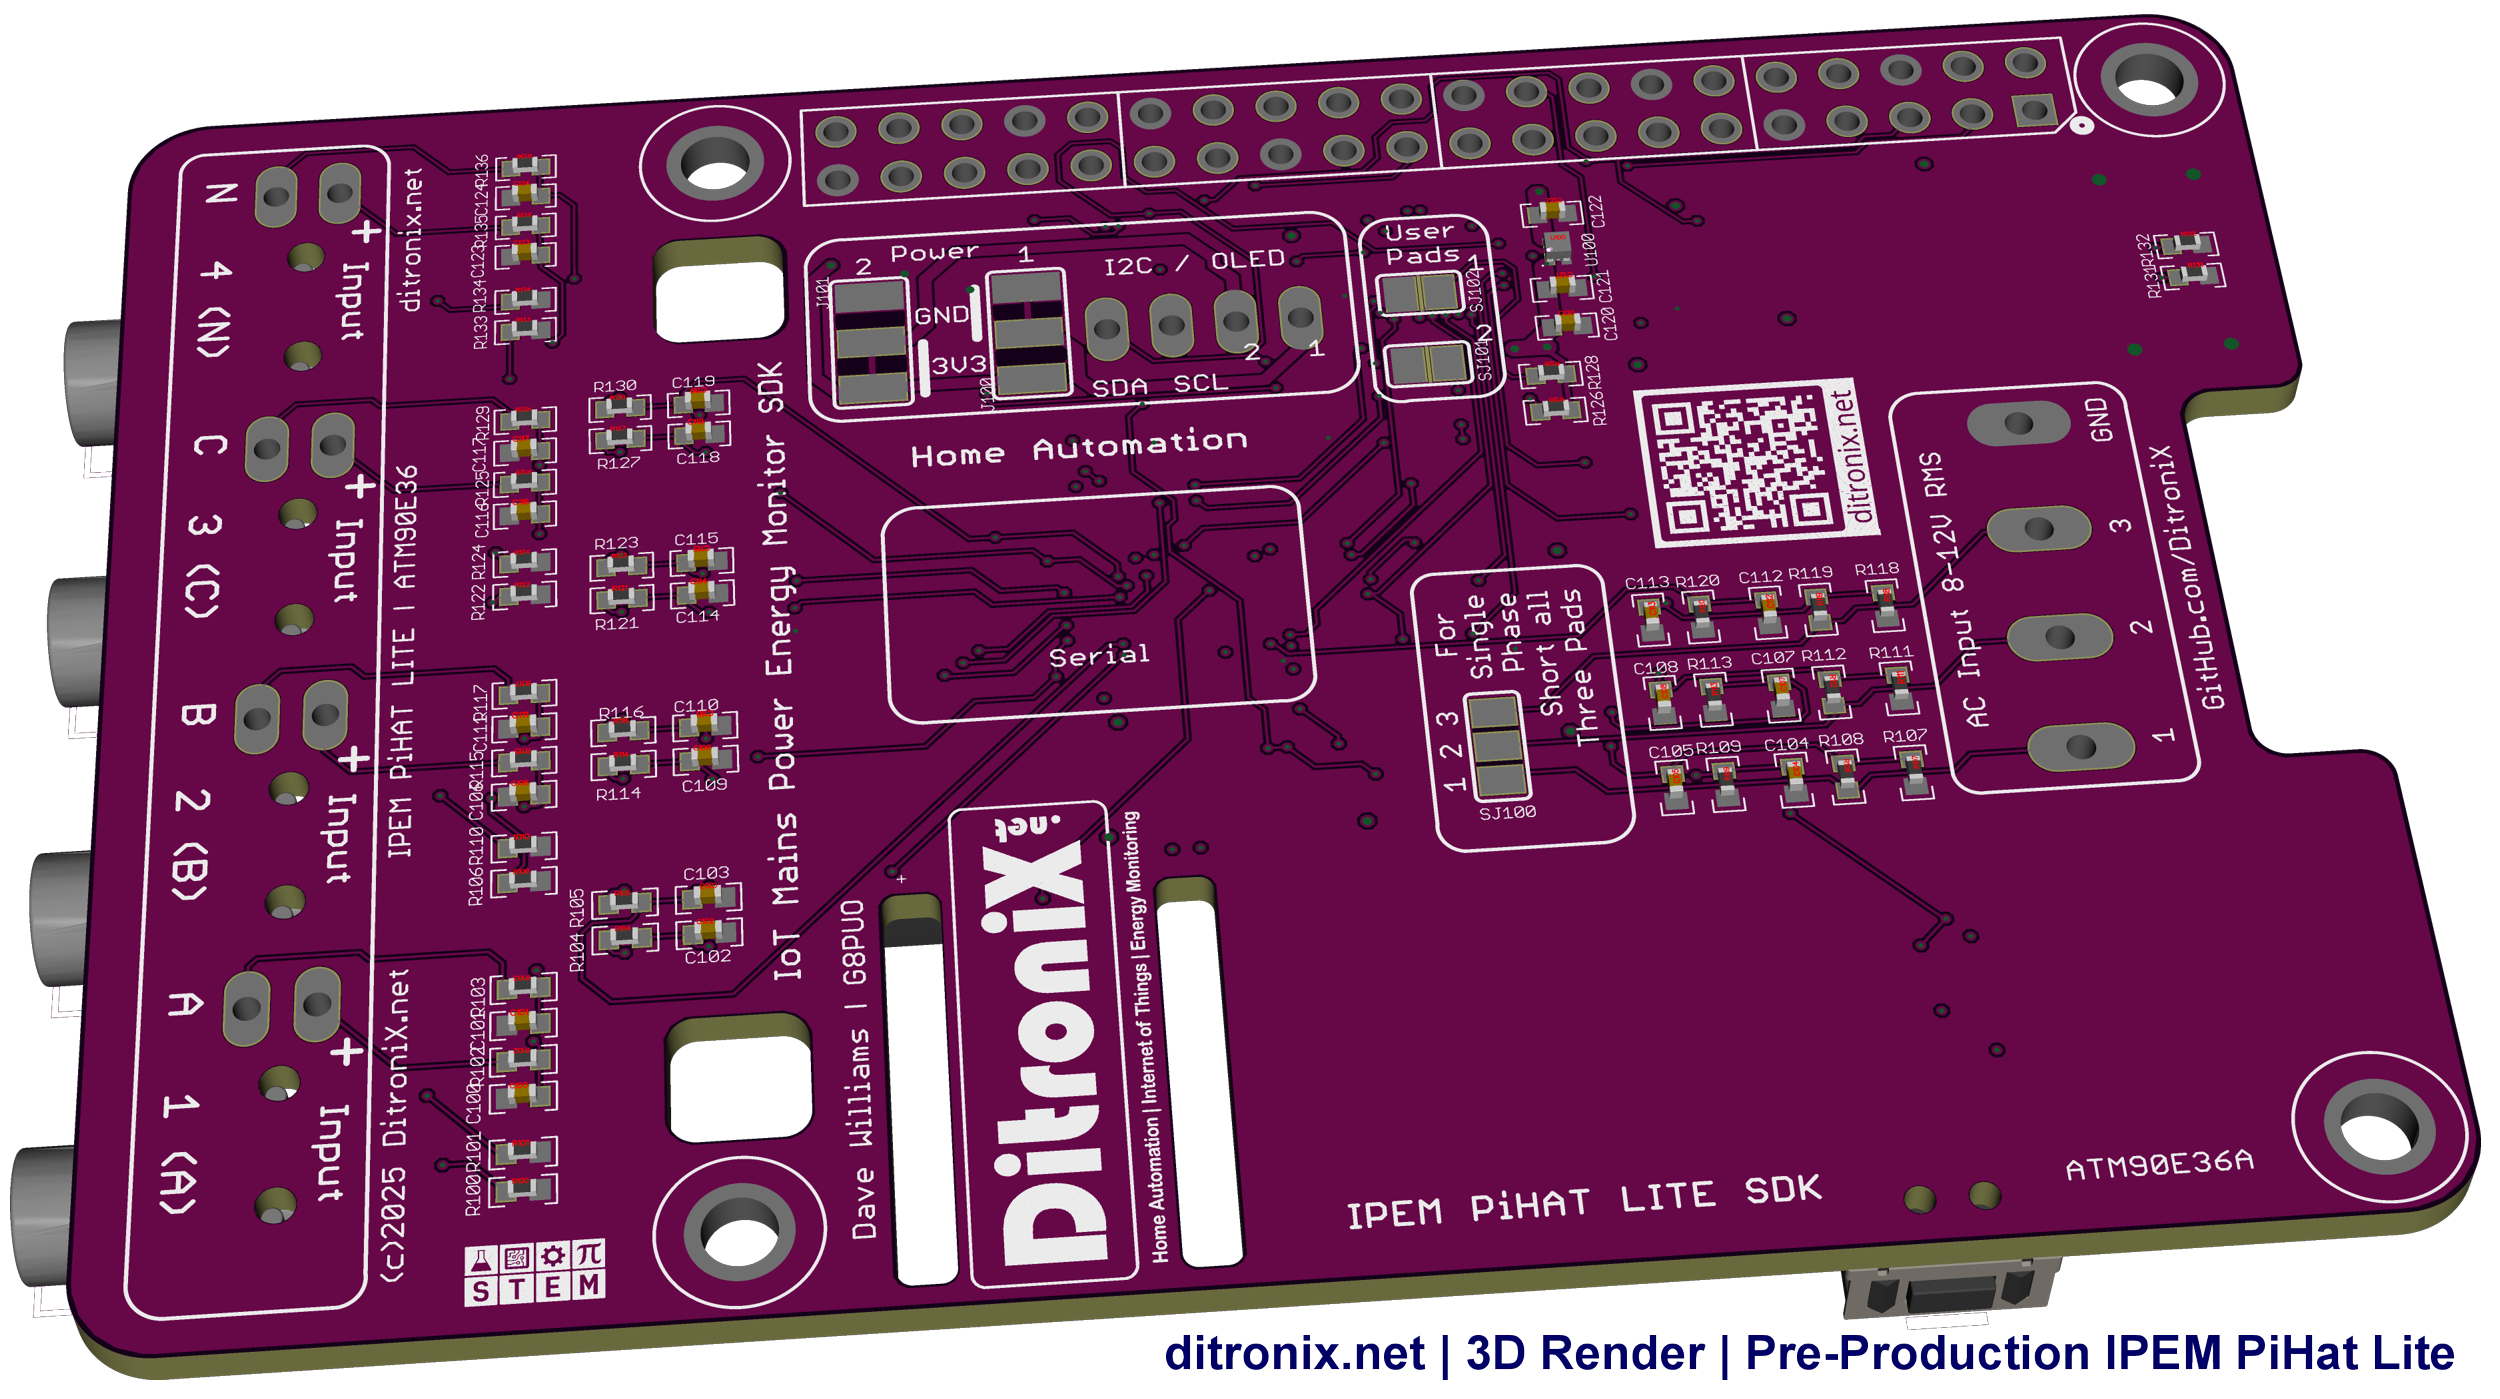 N
4 (N)
+
Input
C
3 (C)
+
Input
B
2 (B)
+
Input
A
1 (A)
+
Input
ditronix.net
IPEM PiHAT LITE | ATM90E36
(c)2025 DitroniX.net
R136
C124
R135
C123
R134
R133
R129
C117
R125
C116
R124
R122
R117
C111
R115
C106
R110
R106
R103
C101
R102
C100
R101
R100
R130
C119
R127
C118
R123
C115
R121
C114
R116
C110
R114
C109
R105
C103
R104
C102
IoT Mains Power Energy Monitor SDK
Power
2
1
J101
GND
3V3
J100
I2C / OLED
2
1
SDA SCL
Home Automation
User
Pads
1
SJ102
2
SJ101
C122
U100
C121
C120
R128
R126
R132
R131
ditronix.net
Serial
For
Single
Phase
Short all
Three Pads
1 2 3
SJ100
C113
R120
C112
R119
R118
C108
R113
C107
R112
R111
C105
R109
C104
R108
R107
AC Input 8-12V RMS
GND
3
2
1
GitHub.com/DitroniX
+
Dave Williams | G8PUO
DitroniX
.net
Home Automation | Internet of Things | Energy Monitoring
π
S T E M
IPEM PiHAT LITE SDK
ATM90E36A
ditronix.net | 3D Render | Pre-Production IPEM PiHat Lite